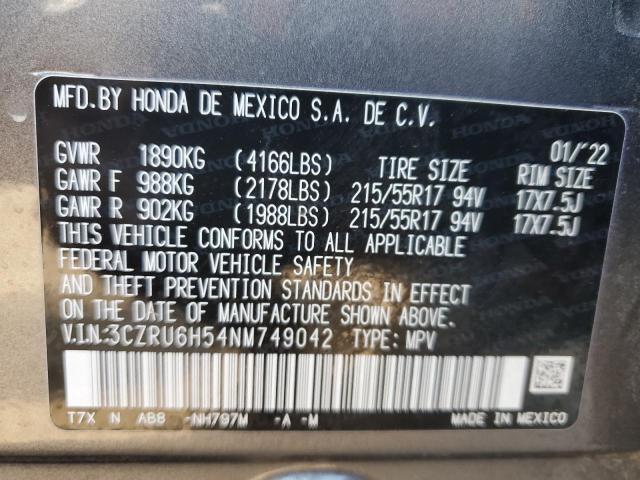 MFD.BY HONDA DE MEXICO S.A. DE C.V.
01/'22
GVWR 1890KG (4166LBS) TIRE SIZE RIM SIZE
GAWR F 988KG (2178LBS) 215/55R17 94V 17X7.5J
GAWR R 902KG (1988LBS) 215/55R17 94V 17X7.5J
THIS VEHICLE CONFORMS TO ALL APPLICABLE
FEDERAL MOTOR VEHICLE SAFETY
AND THEFT PREVENTION STANDARDS IN EFFECT
ON THE DATE OF MANUFACTURE SHOWN ABOVE.
V.I.N:3CZRU6H54NM749042 TYPE: MPV
T7X N AB8 -NH797M -A -M
MADE IN MEXICO